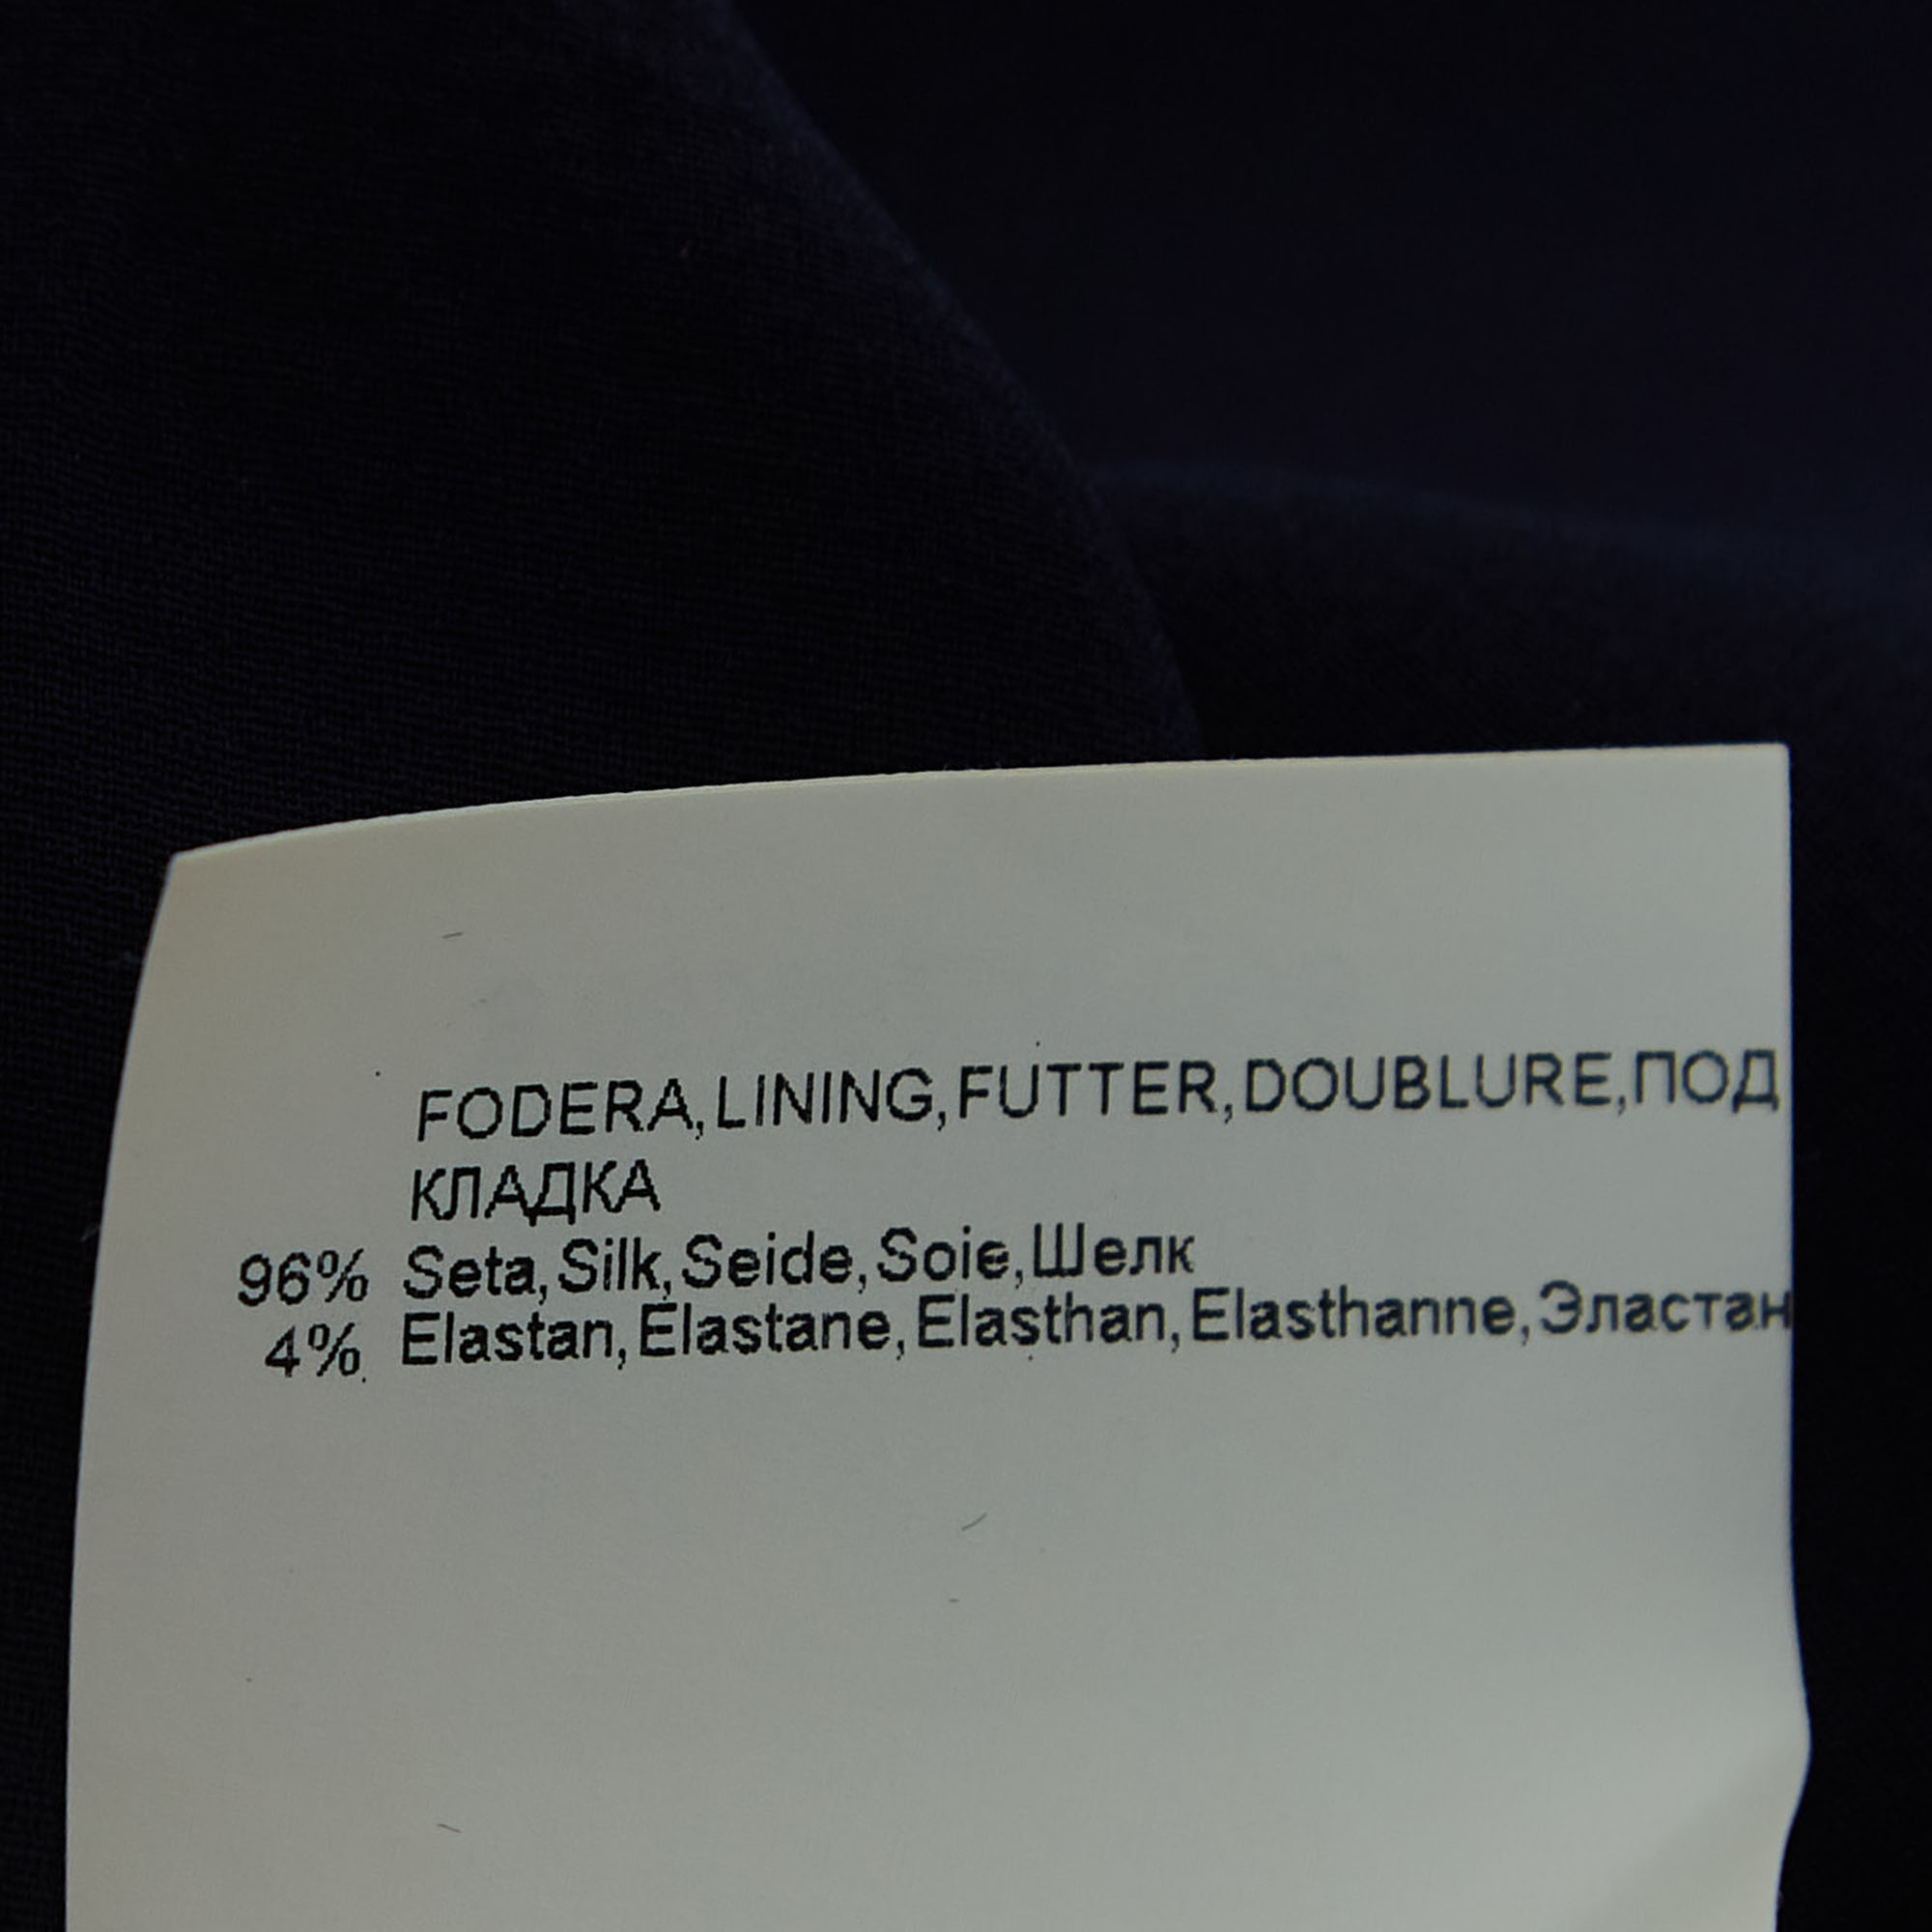 FODERA,LINING,FUTTER,DOUBLURE,ПОД
КЛАДКА
96% Seta,Silk,Seide,Soie,Шелк
4% Elastan,Elastane,Elasthan,Elasthanne,Эластан